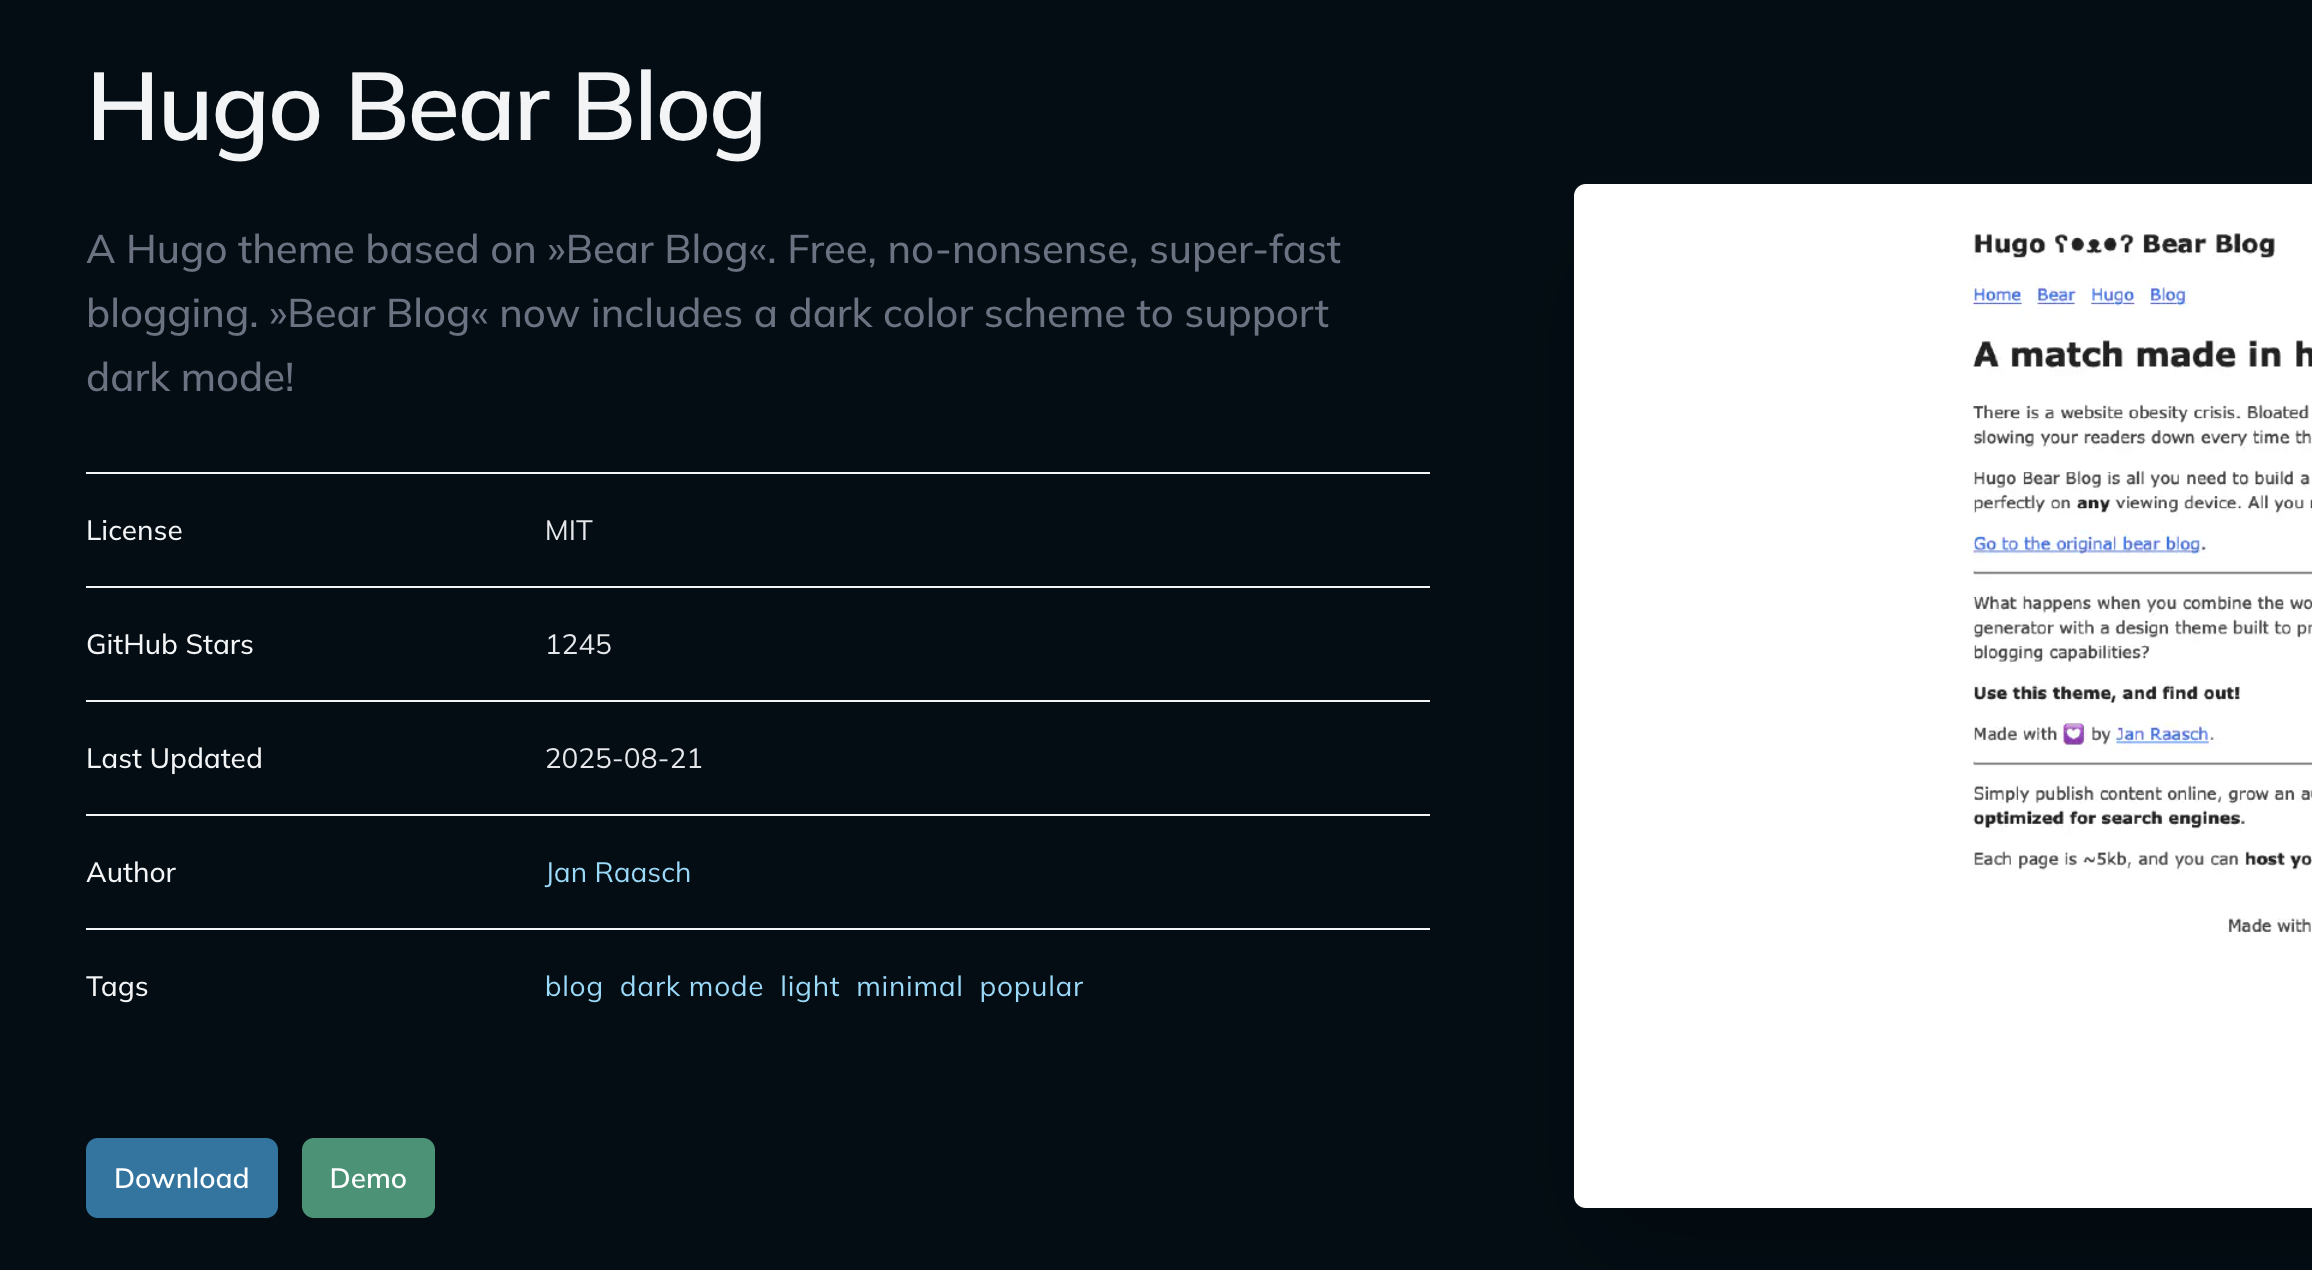 Hugo Bear Blog
A Hugo theme based on »Bear Blog«. Free, no-nonsense, super-fast
blogging. »Bear Blog« now includes a dark color scheme to support
dark mode!
License MIT
GitHub Stars 1245
Last Updated 2025-08-21
Author Jan Raasch
Tags blog dark mode light minimal popular
Download Demo
Hugo ʕ•ᴥ•ʔ Bear Blog
Home Bear Hugo Blog
A match made in h
There is a website obesity crisis. Bloated
slowing your readers down every time th
Hugo Bear Blog is all you need to build a
perfectly on any viewing device. All you
Go to the original bear blog.
What happens when you combine the wo
generator with a design theme built to pr
blogging capabilities?
Use this theme, and find out!
Made with 💟 by Jan Raasch.
Simply publish content online, grow an a
optimized for search engines.
Each page is ~5kb, and you can host yo
Made with